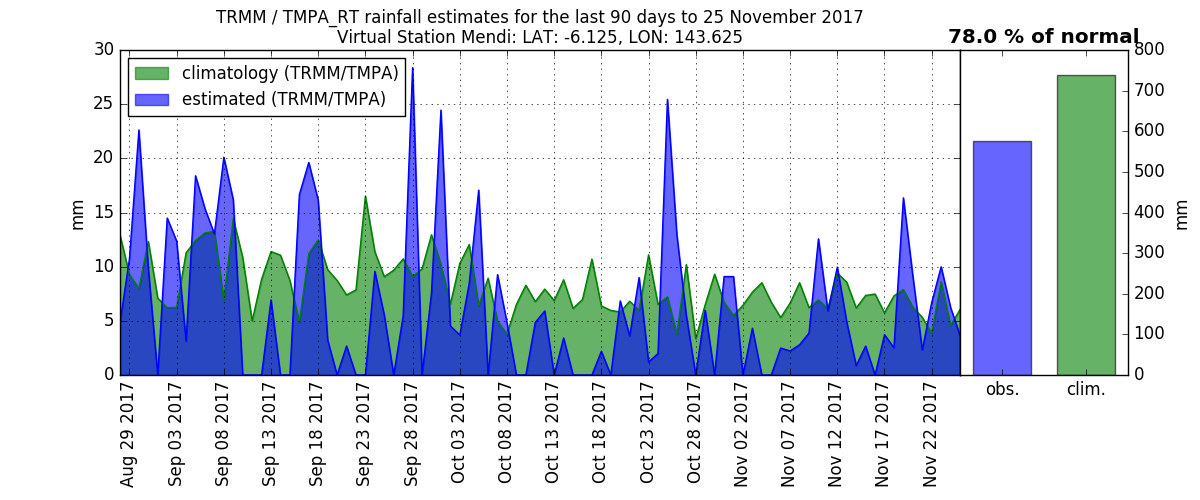 TRMM / TMPA_RT rainfall estimates for the last 90 days to 25 November 2017
Virtual Station Mendi: LAT: -6.125, LON: 143.625
78.0 % of normal
climatology (TRMM/TMPA)
estimated (TRMM/TMPA)
30
25
20
15
10
5
0
mm
Aug 29 2017
Sep 03 2017
Sep 08 2017
Sep 13 2017
Sep 18 2017
Sep 23 2017
Sep 28 2017
Oct 03 2017
Oct 08 2017
Oct 13 2017
Oct 18 2017
Oct 23 2017
Oct 28 2017
Nov 02 2017
Nov 07 2017
Nov 12 2017
Nov 17 2017
Nov 22 2017
obs.
clim.
800
700
600
500
400
300
200
100
0
mm